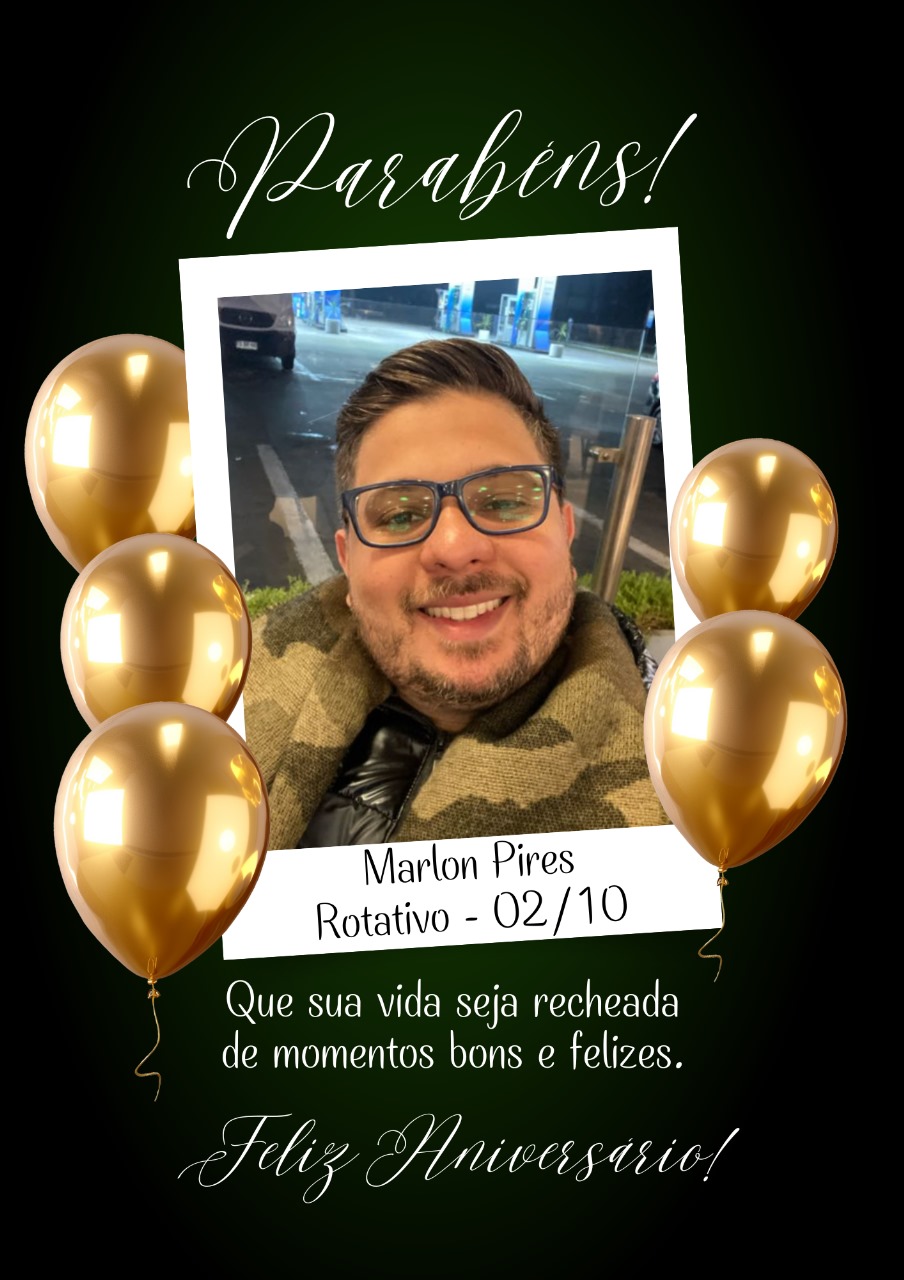 Parabéns!
Marlon Pires
Rotativo - 02/10
Que sua vida seja recheada
de momentos bons e felizes.
Feliz Aniversário!